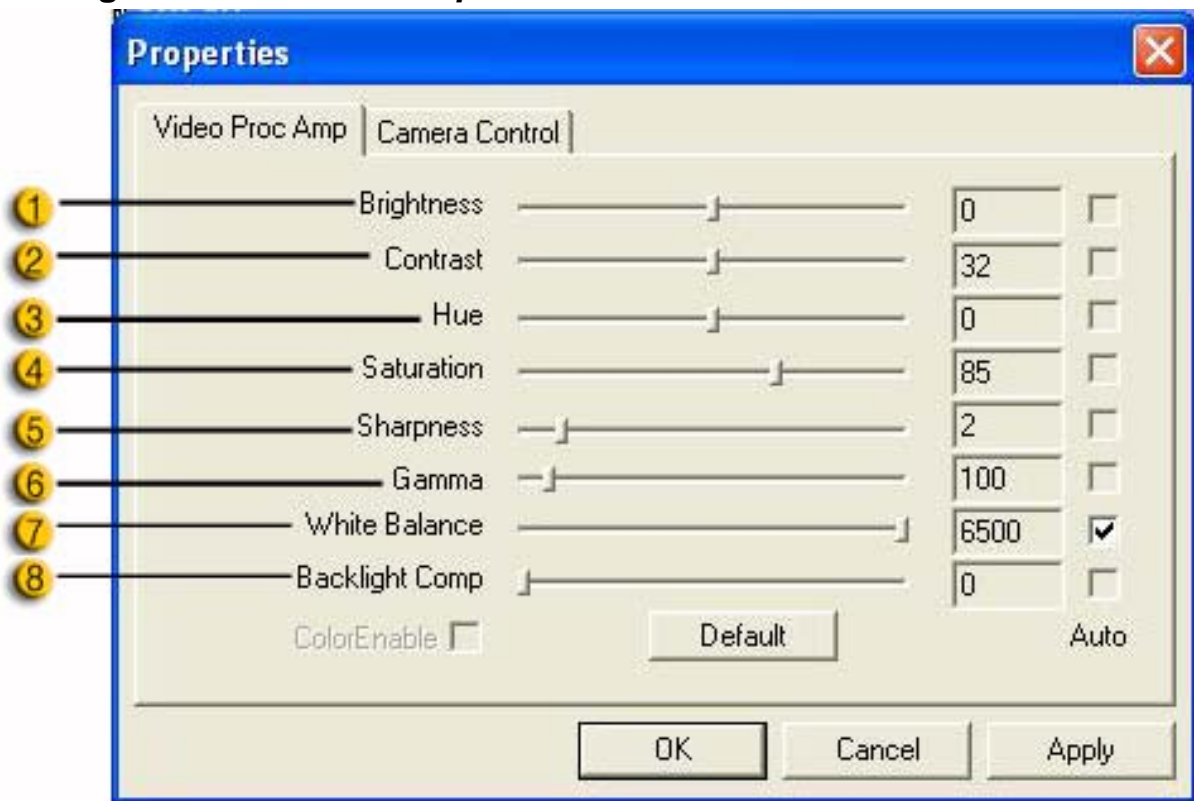 Properties
Video Proc Amp Camera Control
1 Brightness 0
2 Contrast 32
3 Hue 0
4 Saturation 85
5 Sharpness 2
6 Gamma 100
7 White Balance 6500
8 Backlight Comp 0
ColorEnable Default Auto
OK Cancel Apply